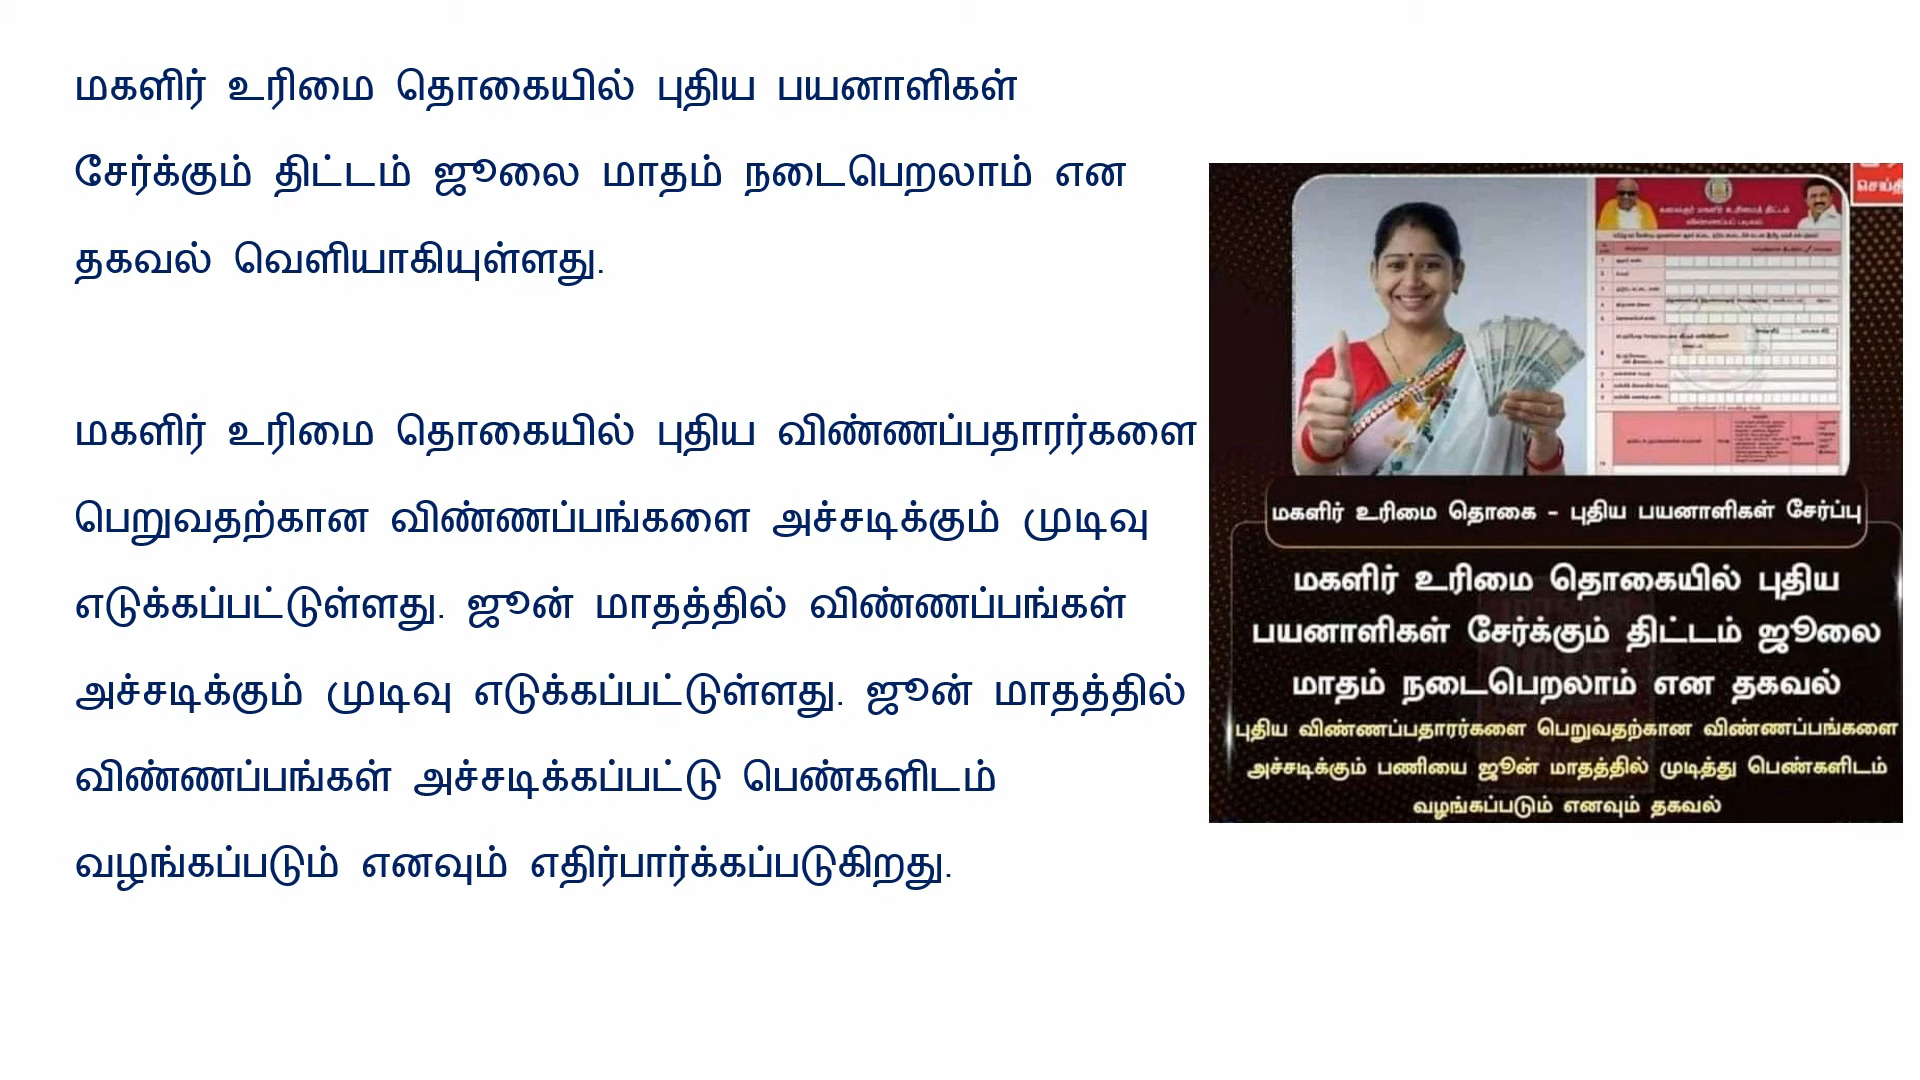 மகளிர் உரிமை தொகையில் புதிய பயனாளிகள்
சேர்க்கும் திட்டம் ஜூலை மாதம் நடைபெறலாம் என
தகவல் வெளியாகியுள்ளது.
மகளிர் உரிமை தொகையில் புதிய விண்ணப்பதாரர்களை
பெறுவதற்கான விண்ணப்பங்களை அச்சடிக்கும் முடிவு
எடுக்கப்பட்டுள்ளது. ஜூன் மாதத்தில் விண்ணப்பங்கள்
அச்சடிக்கும் முடிவு எடுக்கப்பட்டுள்ளது. ஜூன் மாதத்தில்
விண்ணப்பங்கள் அச்சடிக்கப்பட்டு பெண்களிடம்
வழங்கப்படும் எனவும் எதிர்பார்க்கப்படுகிறது.
மகளிர் உரிமை தொகை - புதிய பயனாளிகள் சேர்ப்பு
மகளிர் உரிமை தொகையில் புதிய
பயனாளிகள் சேர்க்கும் திட்டம் ஜூலை
மாதம் நடைபெறலாம் என தகவல்
புதிய விண்ணப்பதாரர்களை பெறுவதற்கான விண்ணப்பங்களை
அச்சடிக்கும் பணியை ஜூன் மாதத்தில் முடித்து பெண்களிடம்
வழங்கப்படும் எனவும் தகவல்